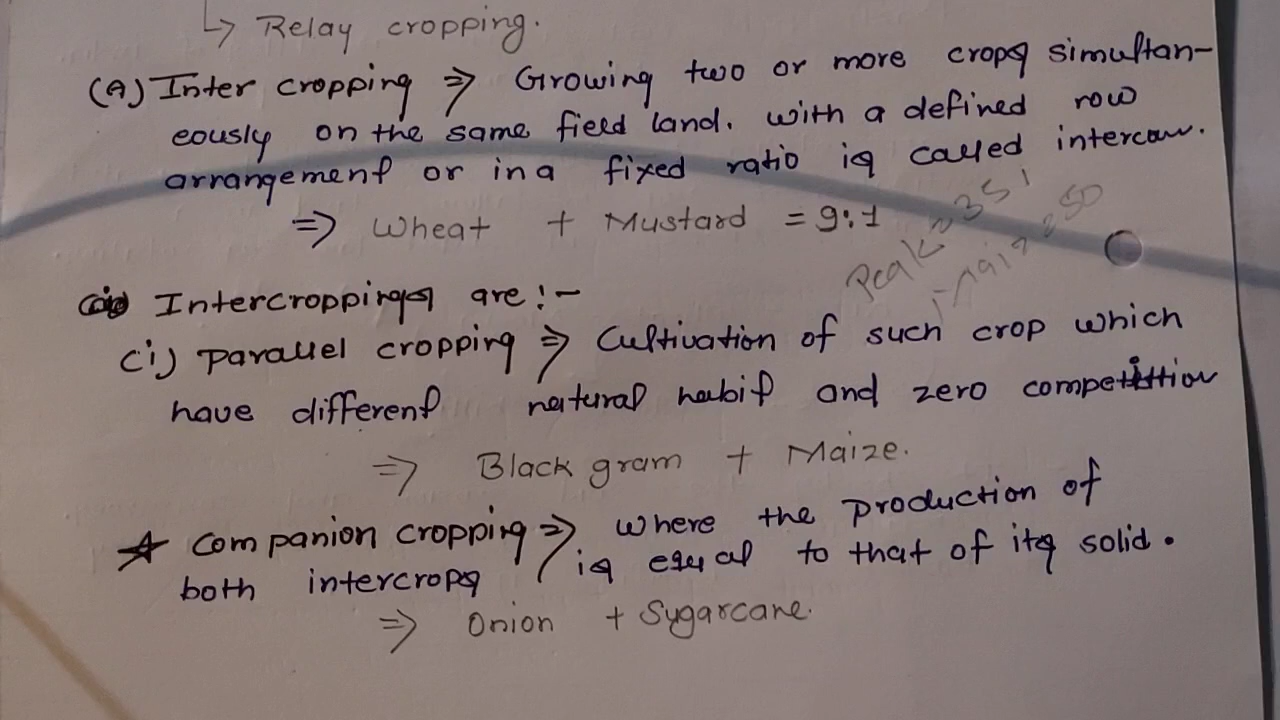 ↳ Relay cropping.
(A) Inter cropping ⇒ Growing two or more crops simultan-
eously on the same field land. with a defined row
arrangement or in a fixed ratio is called intercow.
⇒ Wheat + Mustard = 9:1
Intercroppings are :-
(i) Parallel cropping ⇒ Cultivation of such crop which
have different natural habit and zero competition
⇒ Black gram + Maize.
★ Companion cropping ⇒ where the production of
both intercrops / is equal to that of its solid.
⇒ Onion + Sugarcane.